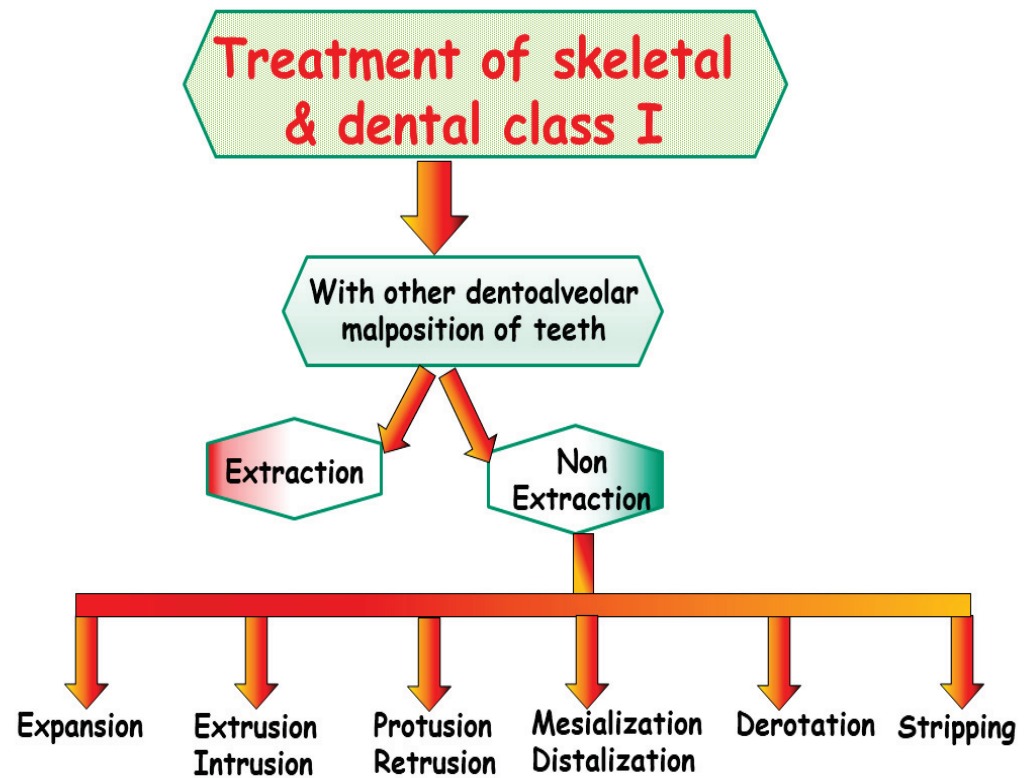 Treatment of skeletal
& dental class I
With other dentoalveolar
malposition of teeth
Extraction
Non
Extraction
Expansion
Extrusion
Intrusion
Protusion
Retrusion
Mesialization
Distalization
Derotation
Stripping